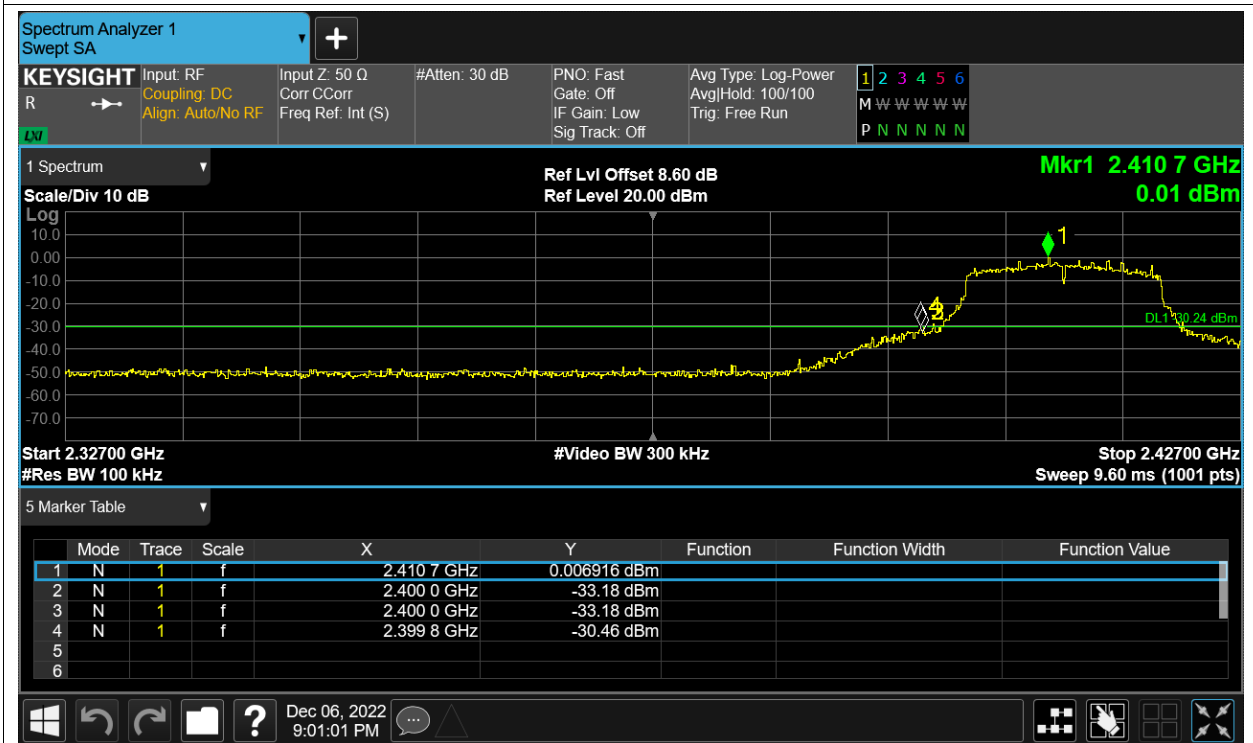 Spectrum Analyzer 1
Swept SA
KEYSIGHT
R
LXI
Input: RF
Coupling: DC
Align: Auto/No RF
Input Z: 50 Ω
Corr CCorr
Freq Ref: Int (S)
#Atten: 30 dB
PNO: Fast
Gate: Off
IF Gain: Low
Sig Track: Off
Avg Type: Log-Power
Avg|Hold: 100/100
Trig: Free Run
1 2 3 4 5 6
M W W W W W
P N N N N N
1 Spectrum
Scale/Div 10 dB
Ref Lvl Offset 8.60 dB
Ref Level 20.00 dBm
Mkr1 2.410 7 GHz
0.01 dBm
Log
10.0
0.00
-10.0
-20.0
-30.0
-40.0
-50.0
-60.0
-70.0
1
DL1 -30.24 dBm
Start 2.32700 GHz
#Res BW 100 kHz
#Video BW 300 kHz
Stop 2.42700 GHz
Sweep 9.60 ms (1001 pts)
5 Marker Table
Mode Trace Scale X Y Function Function Width Function Value
1 N 1 f 2.410 7 GHz 0.006916 dBm
2 N 1 f 2.400 0 GHz -33.18 dBm
3 N 1 f 2.400 0 GHz -33.18 dBm
4 N 1 f 2.399 8 GHz -30.46 dBm
5
6
?
Dec 06, 2022
9:01:01 PM